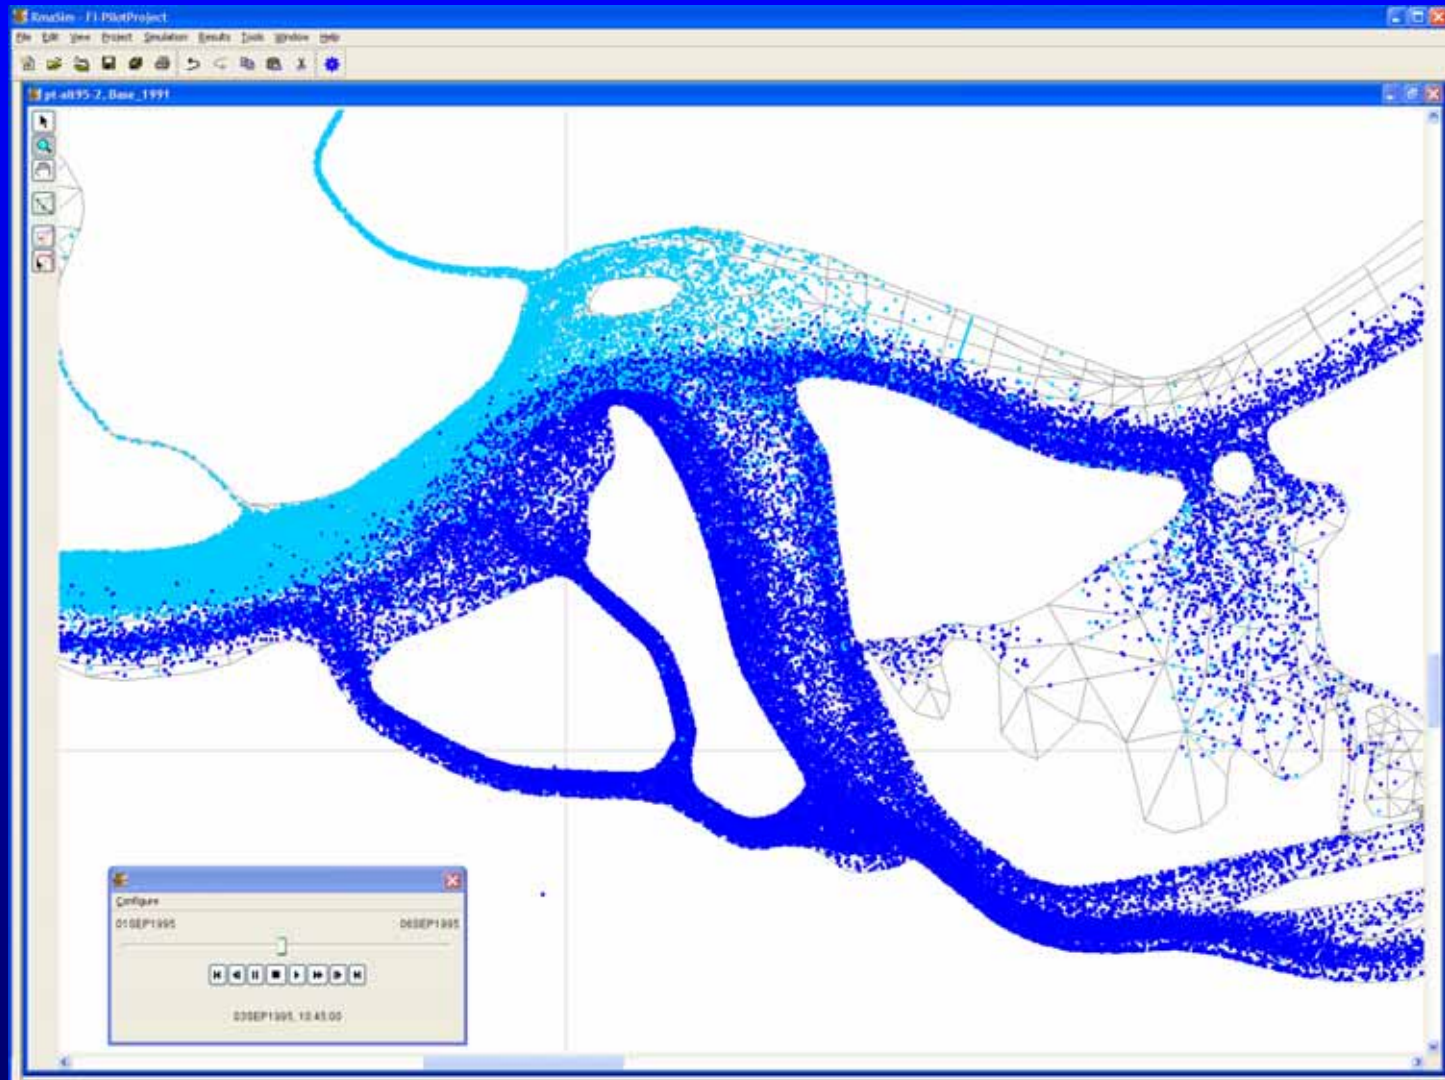 RmaSim - FI-PilotProject
File Edit View Project Simulation Results Tools Window Help
pt-alt95-2, Base_1991
Configure
01SEP1995 06SEP1995
03SEP1995, 10:45:00